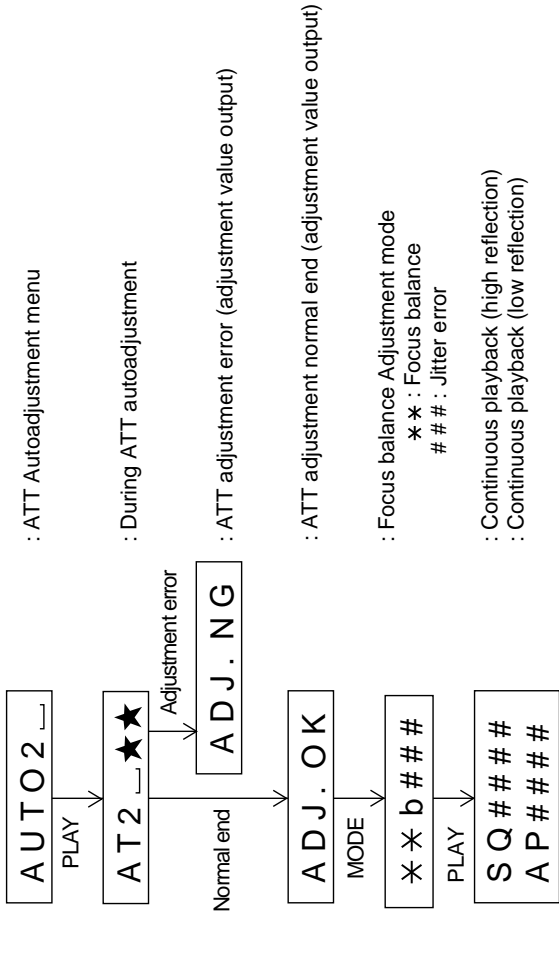 AUTO2␣ : ATT Autoadjustment menu
PLAY
AT2␣★★ : During ATT autoadjustment
Adjustment error
ADJ.NG : ATT adjustment error (adjustment value output)
Normal end
ADJ.OK : ATT adjustment normal end (adjustment value output)
MODE
**b### : Focus balance Adjustment mode
** : Focus balance
### : Jitter error
PLAY
SQ#### : Continuous playback (high reflection)
AP#### : Continuous playback (low reflection)